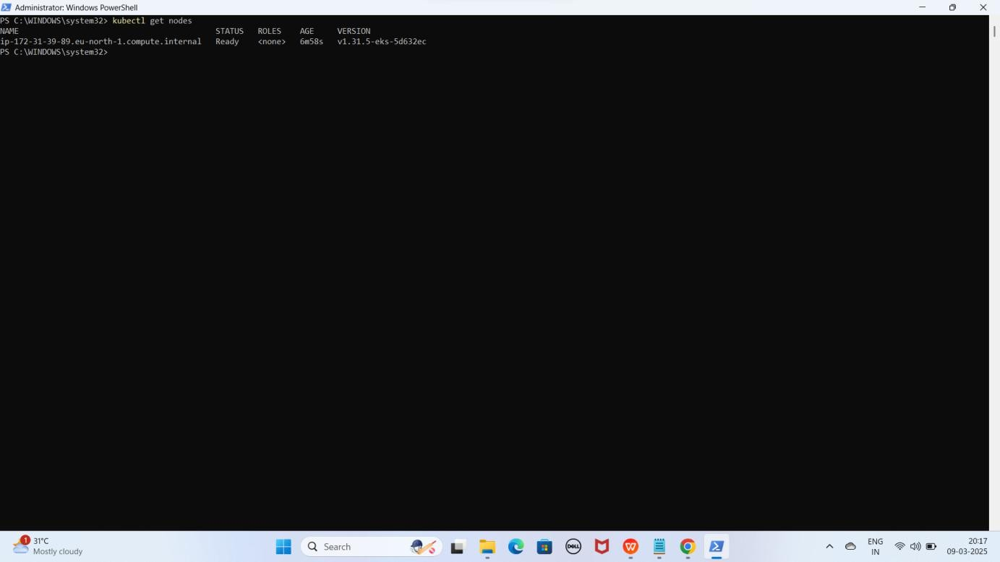 Administrator: Windows PowerShell
PS C:\WINDOWS\system32> kubectl get nodes
NAME STATUS ROLES AGE VERSION
ip-172-31-39-89.eu-north-1.compute.internal Ready <none> 6m58s v1.31.5-eks-5d632ec
PS C:\WINDOWS\system32>
1
31°C
Mostly cloudy
Search
DELL
W
ENG
IN
20:17
09-03-2025